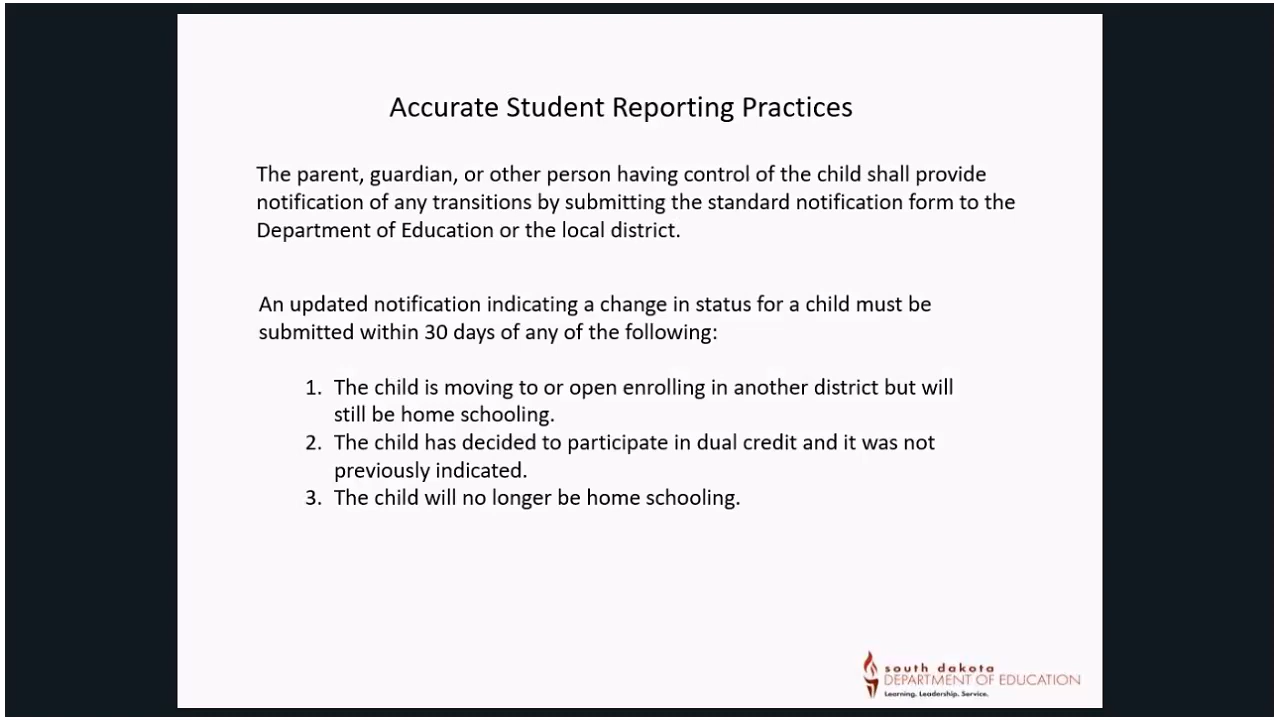 Accurate Student Reporting Practices
The parent, guardian, or other person having control of the child shall provide
notification of any transitions by submitting the standard notification form to the
Department of Education or the local district.
An updated notification indicating a change in status for a child must be
submitted within 30 days of any of the following:
1. The child is moving to or open enrolling in another district but will
still be home schooling.
2. The child has decided to participate in dual credit and it was not
previously indicated.
3. The child will no longer be home schooling.
south dakota
DEPARTMENT OF EDUCATION
Learning. Leadership. Service.